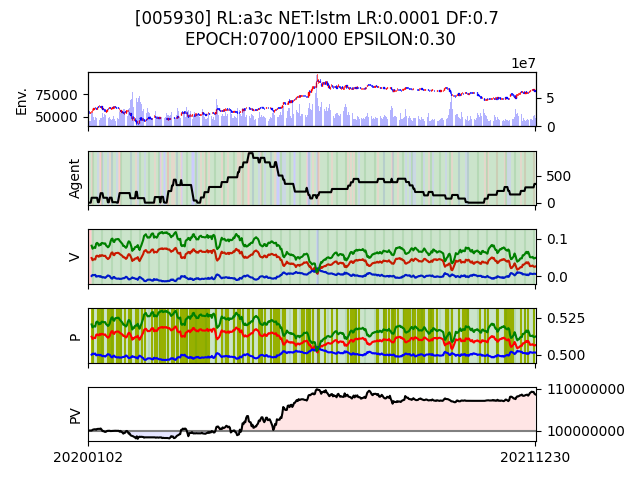 [005930] RL:a3c NET:lstm LR:0.0001 DF:0.7
EPOCH:0700/1000 EPSILON:0.30
1e7
Env.
75000
50000
5
0
Agent
500
0
V
0.1
0.0
P
0.525
0.500
PV
110000000
100000000
20200102
20211230